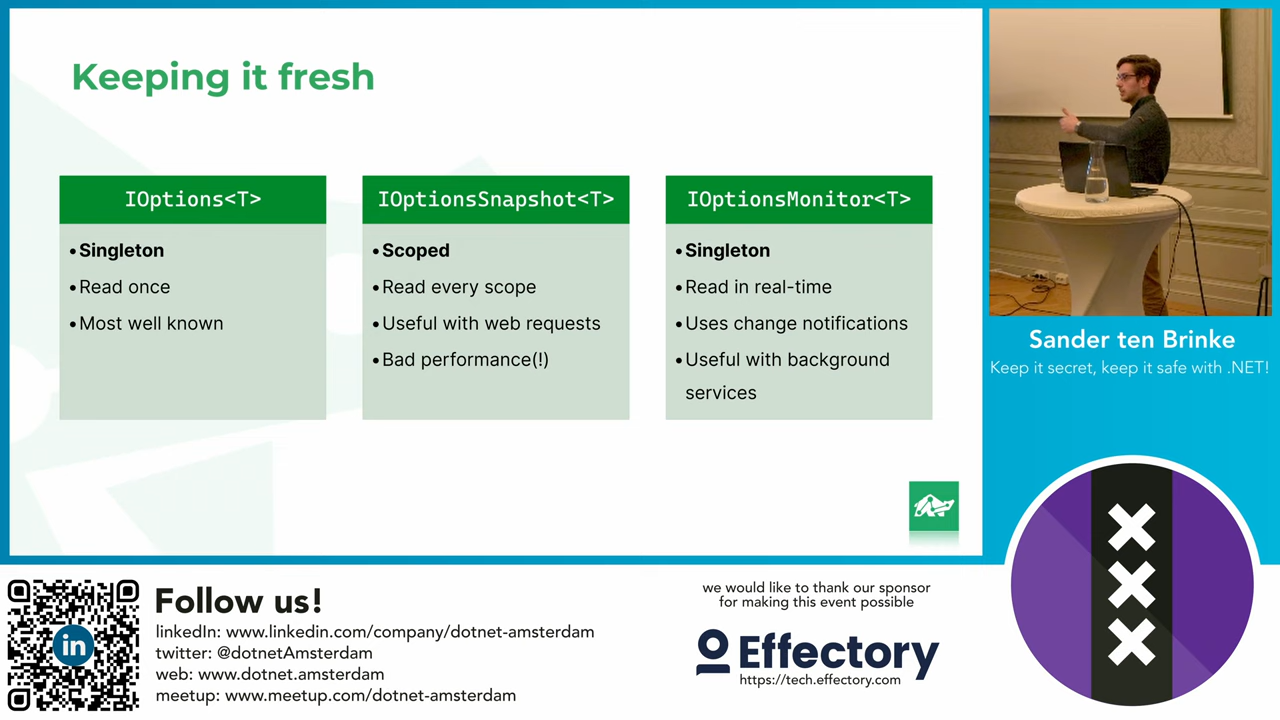 Keeping it fresh
IOptions<T>
•Singleton
•Read once
•Most well known
IOptionsSnapshot<T>
•Scoped
•Read every scope
•Useful with web requests
•Bad performance(!)
IOptionsMonitor<T>
•Singleton
•Read in real-time
•Uses change notifications
•Useful with background
services
Sander ten Brinke
Keep it secret, keep it safe with .NET!
in
Follow us!
linkedIn: www.linkedin.com/company/dotnet-amsterdam
twitter: @dotnetAmsterdam
web: www.dotnet.amsterdam
meetup: www.meetup.com/dotnet-amsterdam
we would like to thank our sponsor
for making this event possible
Effectory
https://tech.effectory.com